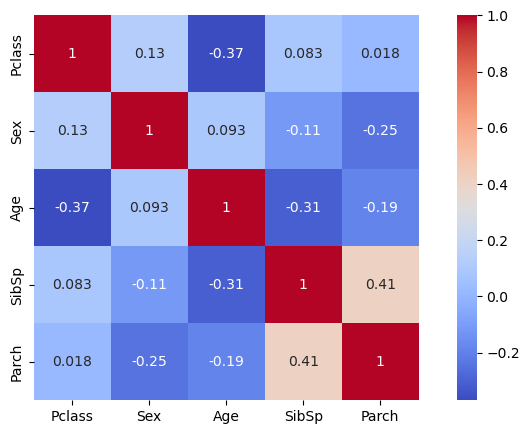 Pclass 1 0.13 -0.37 0.083 0.018
Sex 0.13 1 0.093 -0.11 -0.25
Age -0.37 0.093 1 -0.31 -0.19
SibSp 0.083 -0.11 -0.31 1 0.41
Parch 0.018 -0.25 -0.19 0.41 1
Pclass Sex Age SibSp Parch
1.0
0.8
0.6
0.4
0.2
0.0
−0.2